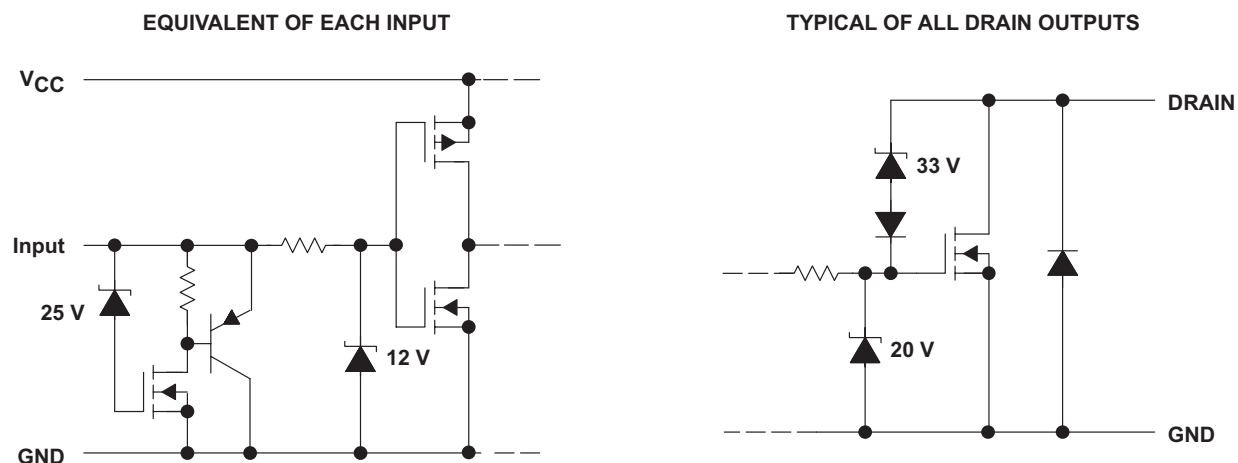 EQUIVALENT OF EACH INPUT
TYPICAL OF ALL DRAIN OUTPUTS
VCC
DRAIN
33 V
Input
25 V
12 V
20 V
GND
GND